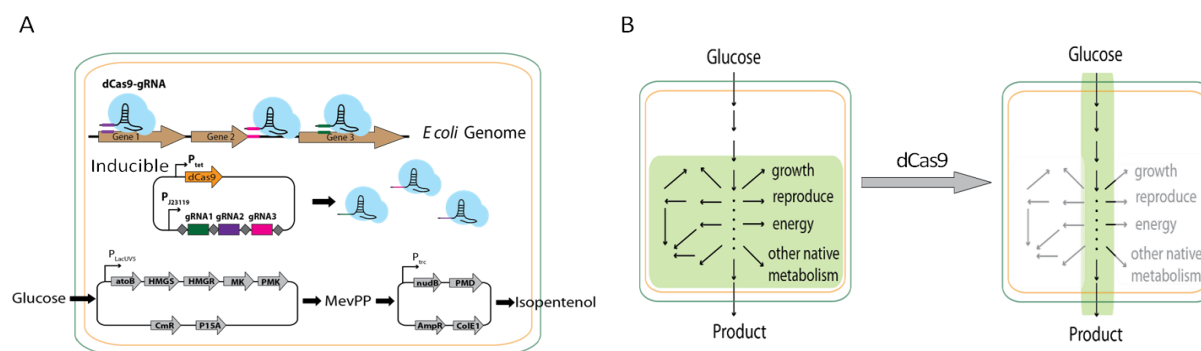 A
dCas9-gRNA
Gene 1
Gene 2
Gene 3
E coli Genome
Inducible
Ptet
dCas9
PJ23119
gRNA1 gRNA2 gRNA3
PLacUV5
atoB HMGS HMGR MK PMK
CmR P15A
Glucose
MevPP
Ptrc
nudB PMD
AmpR ColE1
Isopentenol
B
Glucose
growth
reproduce
energy
other native
metabolism
Product
dCas9
Glucose
growth
reproduce
energy
other native
metabolism
Product